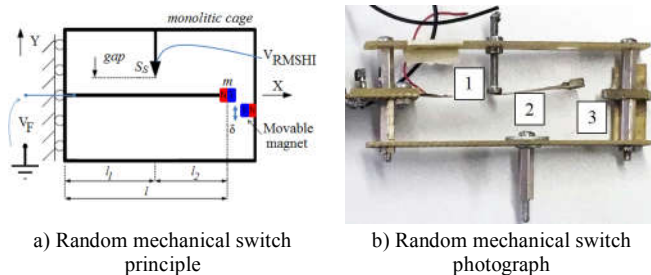 monolitic cage
Y
gap
S_S
V_RMSHI
m
X
δ
V_F
Movable
magnet
l_1
l_2
l
1
2
3
a) Random mechanical switch
principle
b) Random mechanical switch
photograph